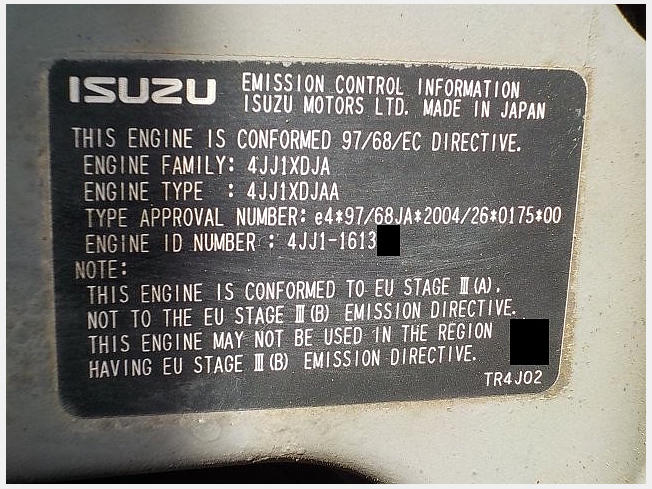 ISUZU EMISSION CONTROL INFORMATION
ISUZU MOTORS LTD. MADE IN JAPAN
THIS ENGINE IS CONFORMED 97/68/EC DIRECTIVE.
ENGINE FAMILY: 4JJ1XDJA
ENGINE TYPE : 4JJ1XDJAA
TYPE APPROVAL NUMBER: e4*97/68JA*2004/26*0175*00
ENGINE ID NUMBER : 4JJ1-1613
NOTE:
THIS ENGINE IS CONFORMED TO EU STAGE Ⅲ(A),
NOT TO THE EU STAGE Ⅲ(B) EMISSION DIRECTIVE.
THIS ENGINE MAY NOT BE USED IN THE REGION
HAVING EU STAGE Ⅲ(B) EMISSION DIRECTIVE.
TR4J02